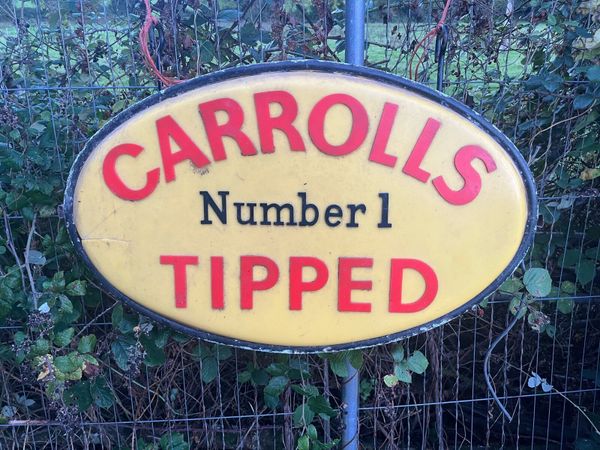 CARROLLS
Number 1
TIPPED